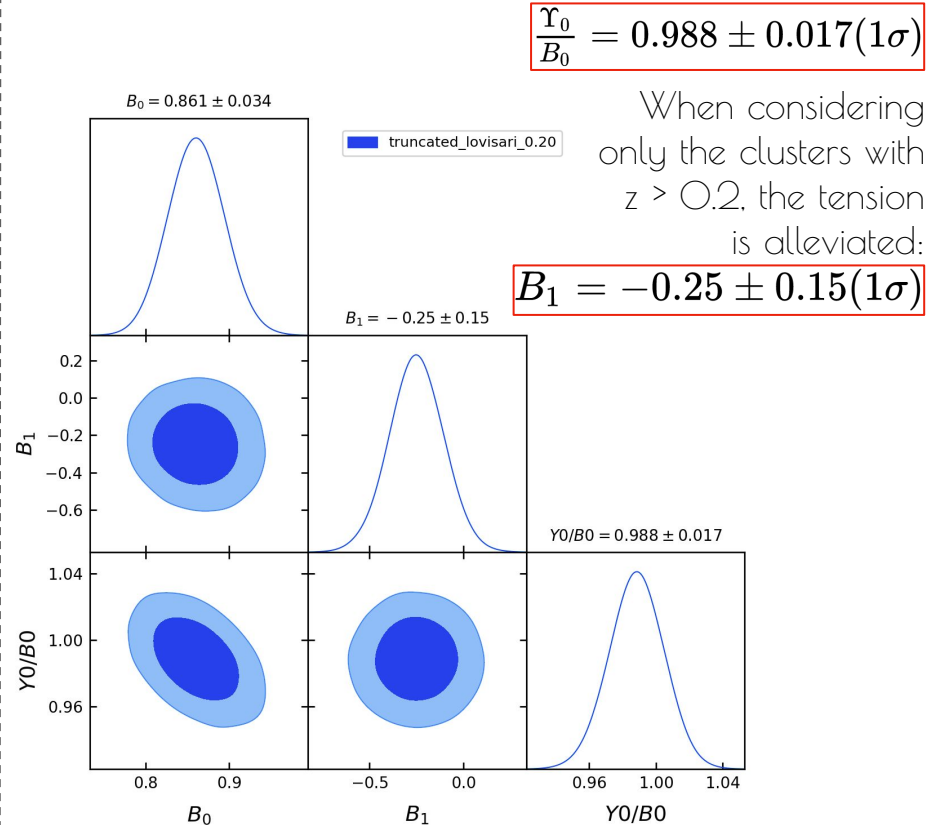 ϒ₀/B₀ = 0.988 ± 0.017(1σ)
When considering
only the clusters with
z > 0.2, the tension
is alleviated:
B₁ = −0.25 ± 0.15(1σ)
B₀ = 0.861 ± 0.034
truncated_lovisari_0.20
B₁ = −0.25 ± 0.15
0.2
0.0
−0.2
−0.4
−0.6
B₁
Y0/B0 = 0.988 ± 0.017
1.04
1.00
0.96
Y0/B0
0.8 0.9
−0.5 0.0
0.96 1.00 1.04
B₀
B₁
Y0/B0